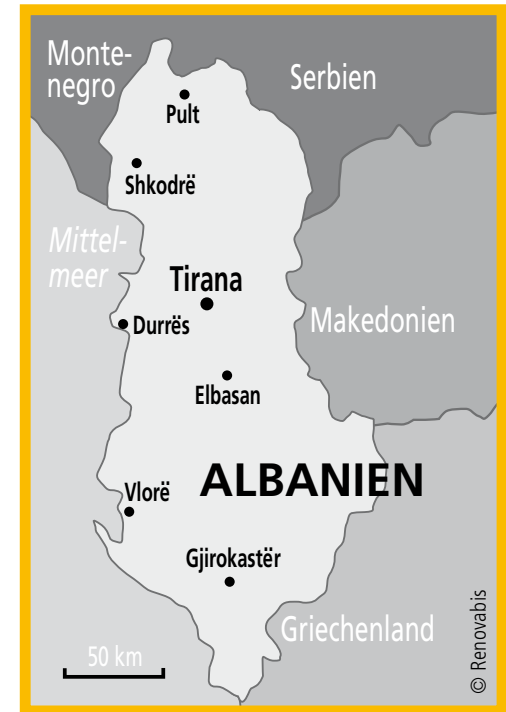 Monte-
negro
Serbien
Pult
Shkodrë
Mittel-
meer
Tirana
Durrës
Makedonien
Elbasan
ALBANIEN
Vlorë
Gjirokastër
Griechenland
50 km
© Renovabis